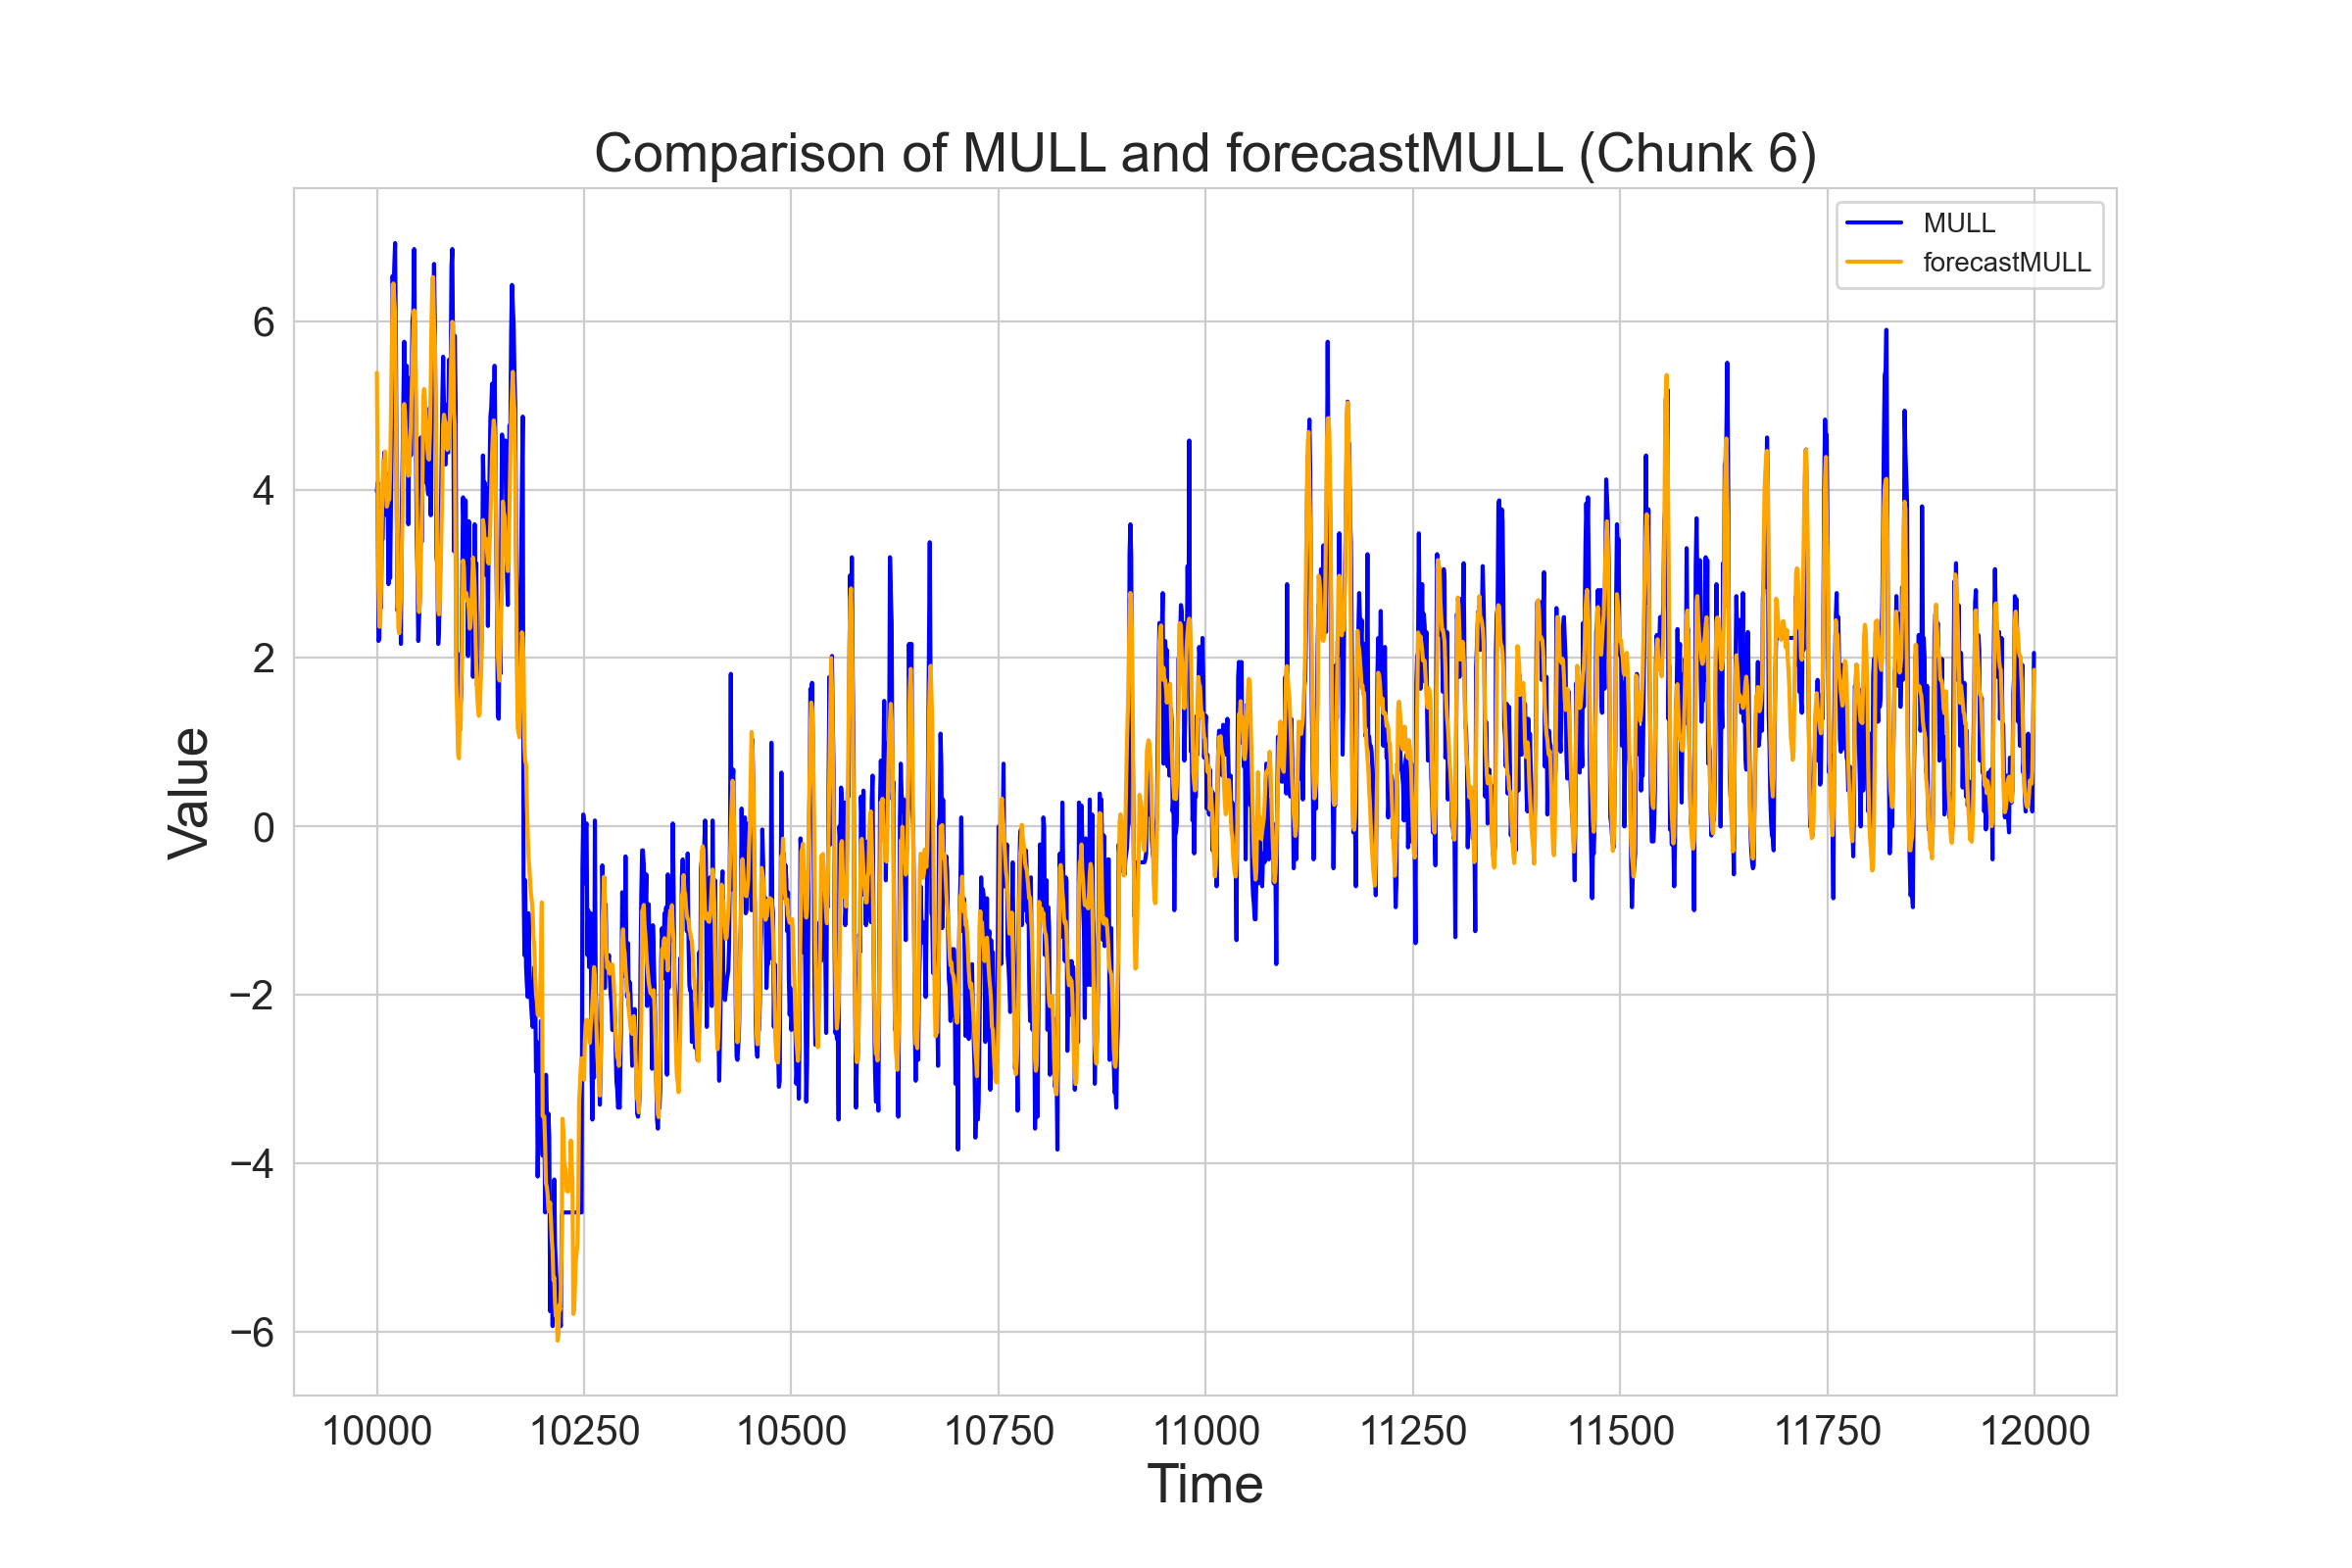 Comparison of MULL and forecastMULL (Chunk 6)
MULL
forecastMULL
6
4
2
0
−2
−4
−6
Value
10000 10250 10500 10750 11000 11250 11500 11750 12000
Time